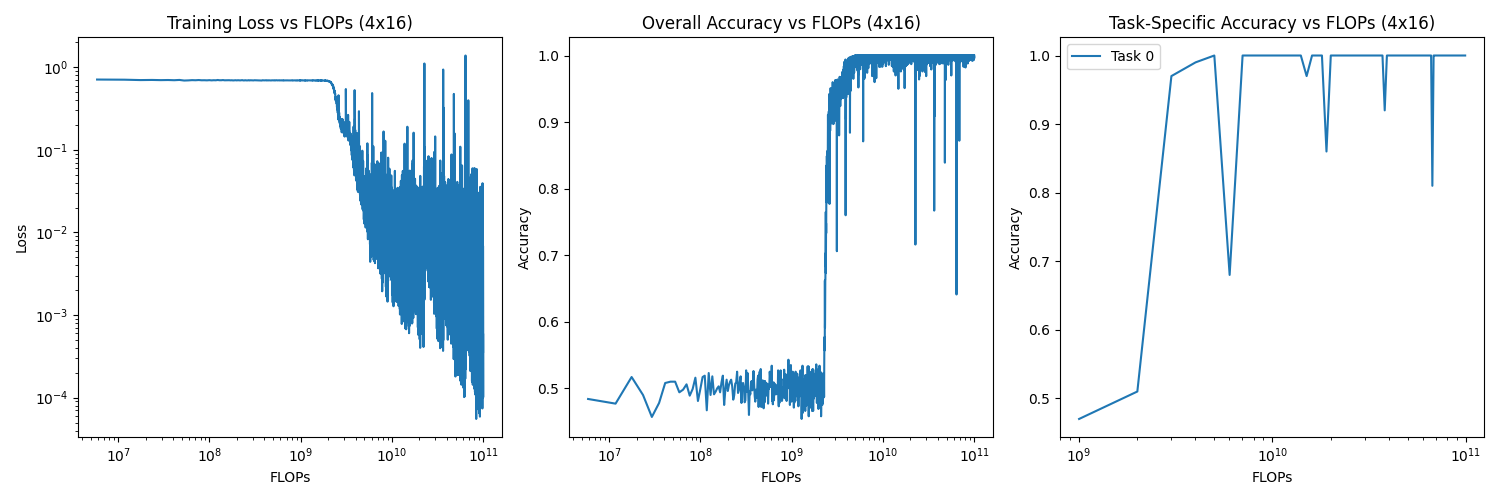 Training Loss vs FLOPs (4x16)
10⁰
10⁻¹
10⁻²
10⁻³
10⁻⁴
Loss
10⁷ 10⁸ 10⁹ 10¹⁰ 10¹¹
FLOPs
Overall Accuracy vs FLOPs (4x16)
1.0
0.9
0.8
0.7
0.6
0.5
Accuracy
10⁷ 10⁸ 10⁹ 10¹⁰ 10¹¹
FLOPs
Task-Specific Accuracy vs FLOPs (4x16)
Task 0
1.0
0.9
0.8
0.7
0.6
0.5
Accuracy
10⁹ 10¹⁰ 10¹¹
FLOPs